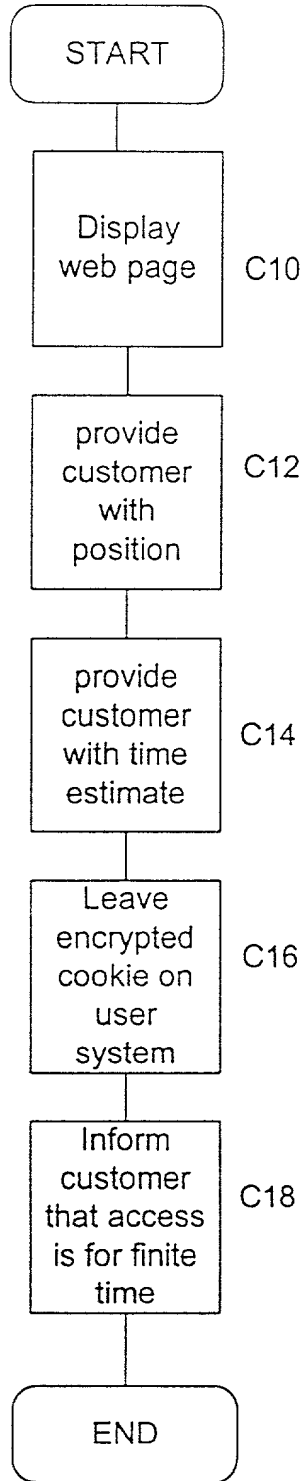 START
Display
web page
C10
provide
customer
with
position
C12
provide
customer
with time
estimate
C14
Leave
encrypted
cookie on
user
system
C16
Inform
customer
that access
is for finite
time
C18
END